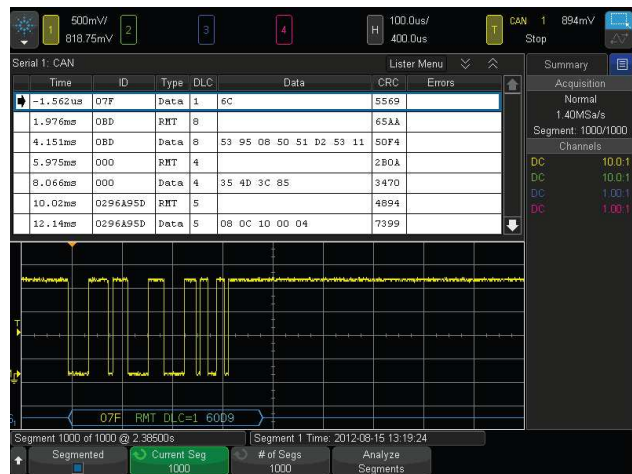 1 500mV/ 818.75mV 2 3 4 H 100.0us/ 400.0us T CAN 1 894mV Stop
Serial 1: CAN Lister Menu Summary
Time ID Type DLC Data CRC Errors
-1.562us 07F Data 1 6C 5569
1.976ms 0BD RMT 8 65AA
4.151ms 0BD Data 8 53 95 08 50 51 D2 53 11 50F4
5.975ms 000 RMT 4 2B0A
8.066ms 000 Data 4 35 4D 3C 85 3470
10.02ms 0296A95D RMT 5 4894
12.14ms 0296A95D Data 5 08 0C 10 00 04 7399
Acquisition
Normal
1.40MSa/s
Segment: 1000/1000
Channels
DC 10.0:1
DC 10.0:1
DC 1.00:1
DC 1.00:1
T
07F RMT DLC=1 60D9
Segment 1000 of 1000 @ 2.38500s Segment 1 Time: 2012-08-15 13:19:24
Segmented
Current Seg
1000
# of Segs
1000
Analyze
Segments